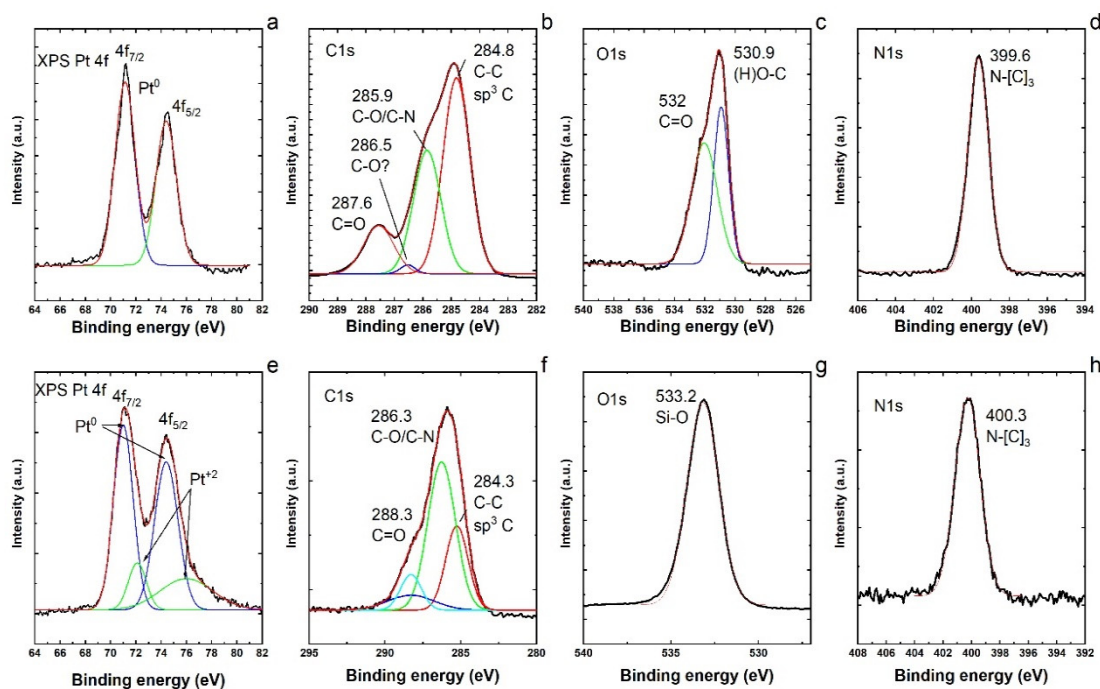 a
XPS Pt 4f
4f7/2
Pt0
4f5/2
Intensity (a.u.)
64 66 68 70 72 74 76 78 80 82
Binding energy (eV)
b
C1s
284.8
C-C
sp3 C
285.9
C-O/C-N
286.5
C-O?
287.6
C=O
Intensity (a.u.)
290 289 288 287 286 285 284 283 282
Binding energy (eV)
c
O1s
530.9
(H)O-C
532
C=O
Intensity (a.u.)
540 538 536 534 532 530 528 526
Binding energy (eV)
d
N1s
399.6
N-[C]3
Intensity (a.u.)
406 404 402 400 398 396 394
Binding energy (eV)
e
XPS Pt 4f
4f7/2
4f5/2
Pt0
Pt+2
Intensity (a.u.)
64 66 68 70 72 74 76 78 80 82
Binding energy (eV)
f
C1s
286.3
C-O/C-N
284.3
C-C
sp3 C
288.3
C=O
Intensity (a.u.)
295 290 285 280
Binding energy (eV)
g
O1s
533.2
Si-O
Intensity (a.u.)
540 535 530
Binding energy (eV)
h
N1s
400.3
N-[C]3
Intensity (a.u.)
408 406 404 402 400 398 396 394 392
Binding energy (eV)